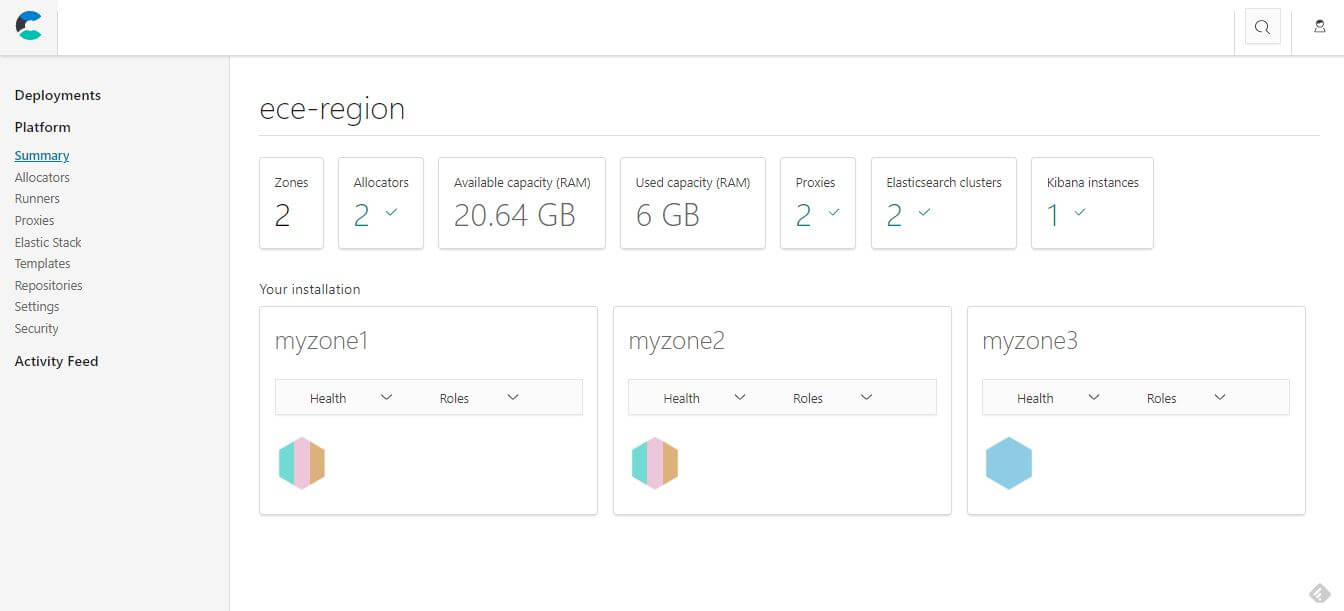 Deployments
Platform
Summary
Allocators
Runners
Proxies
Elastic Stack
Templates
Repositories
Settings
Security
Activity Feed
ece-region
Zones
2
Allocators
2
Available capacity (RAM)
20.64 GB
Used capacity (RAM)
6 GB
Proxies
2
Elasticsearch clusters
2
Kibana instances
1
Your installation
myzone1
Health Roles
myzone2
Health Roles
myzone3
Health Roles